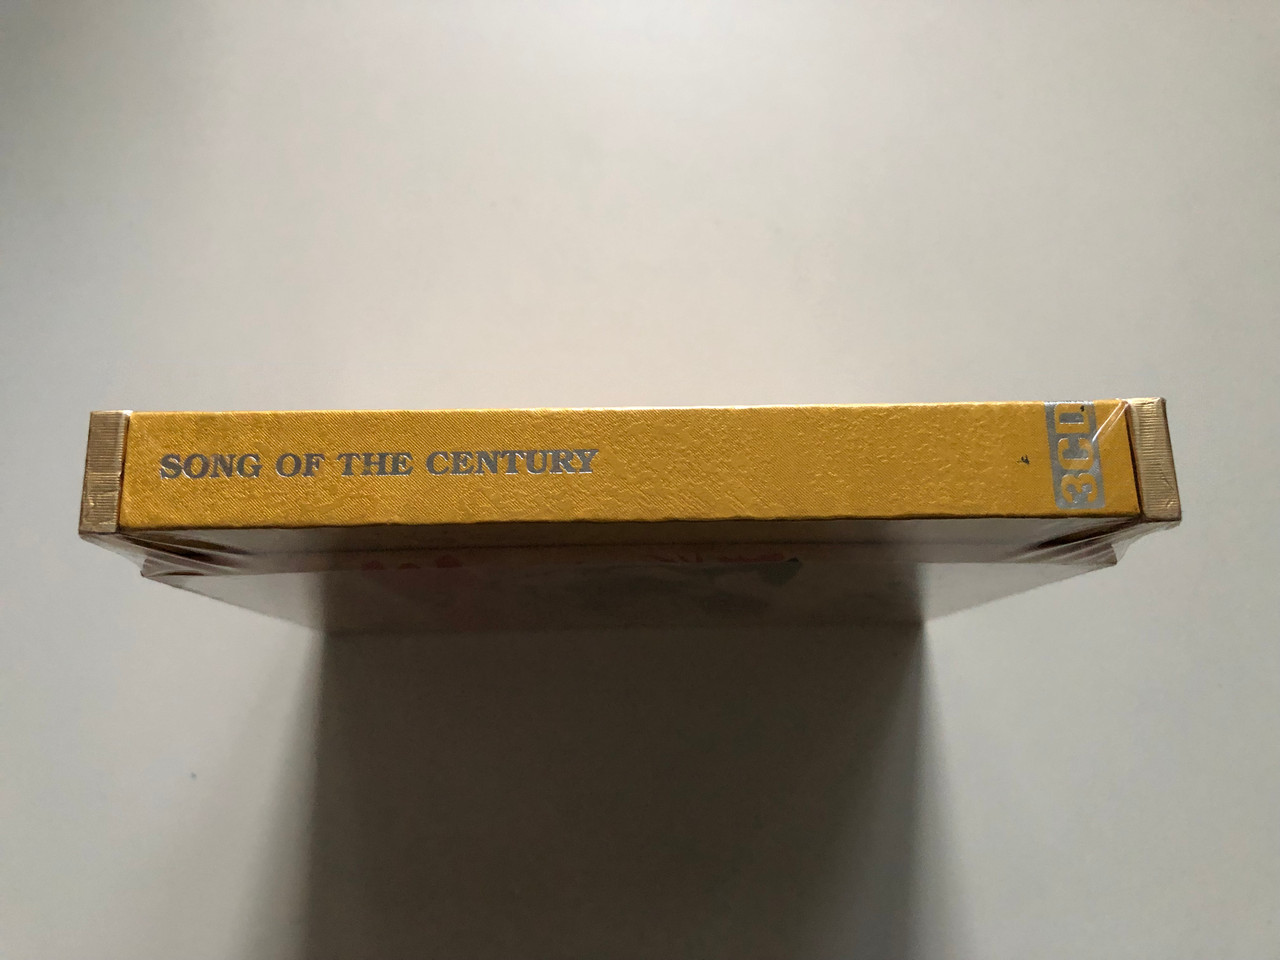 SONG OF THE CENTURY
3CD